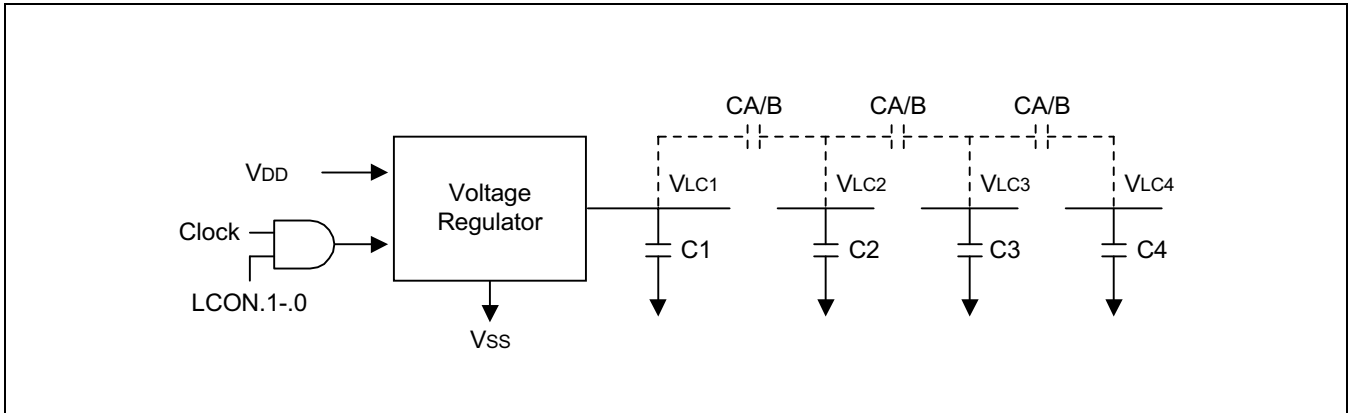 CA/B CA/B CA/B
VDD
Voltage
Regulator
VLC1 VLC2 VLC3 VLC4
Clock
C1 C2 C3 C4
LCON.1-.0
VSS